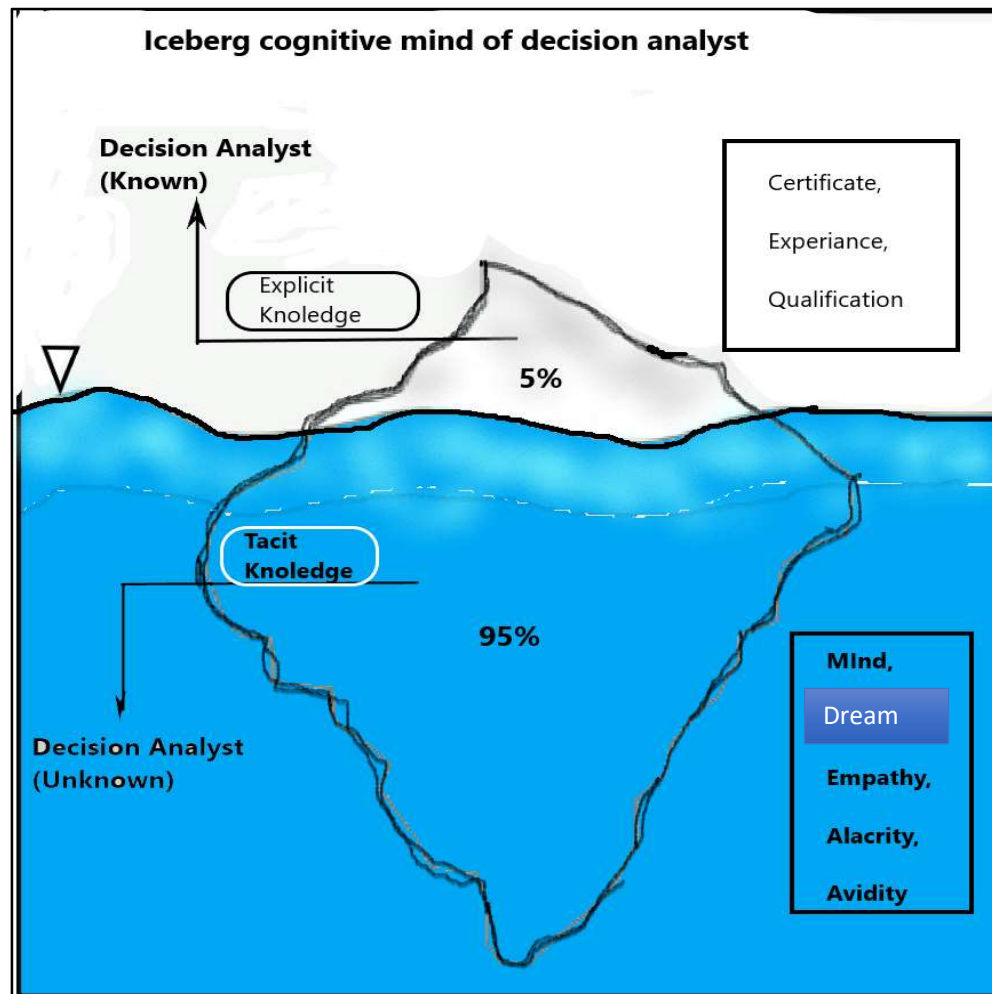 Iceberg cognitive mind of decision analyst
Decision Analyst
(Known)
Certificate,
Experiance,
Qualification
Explicit
Knoledge
5%
Tacit
Knoledge
95%
MInd,
Dream
Empathy,
Alacrity,
Avidity
Decision Analyst
(Unknown)